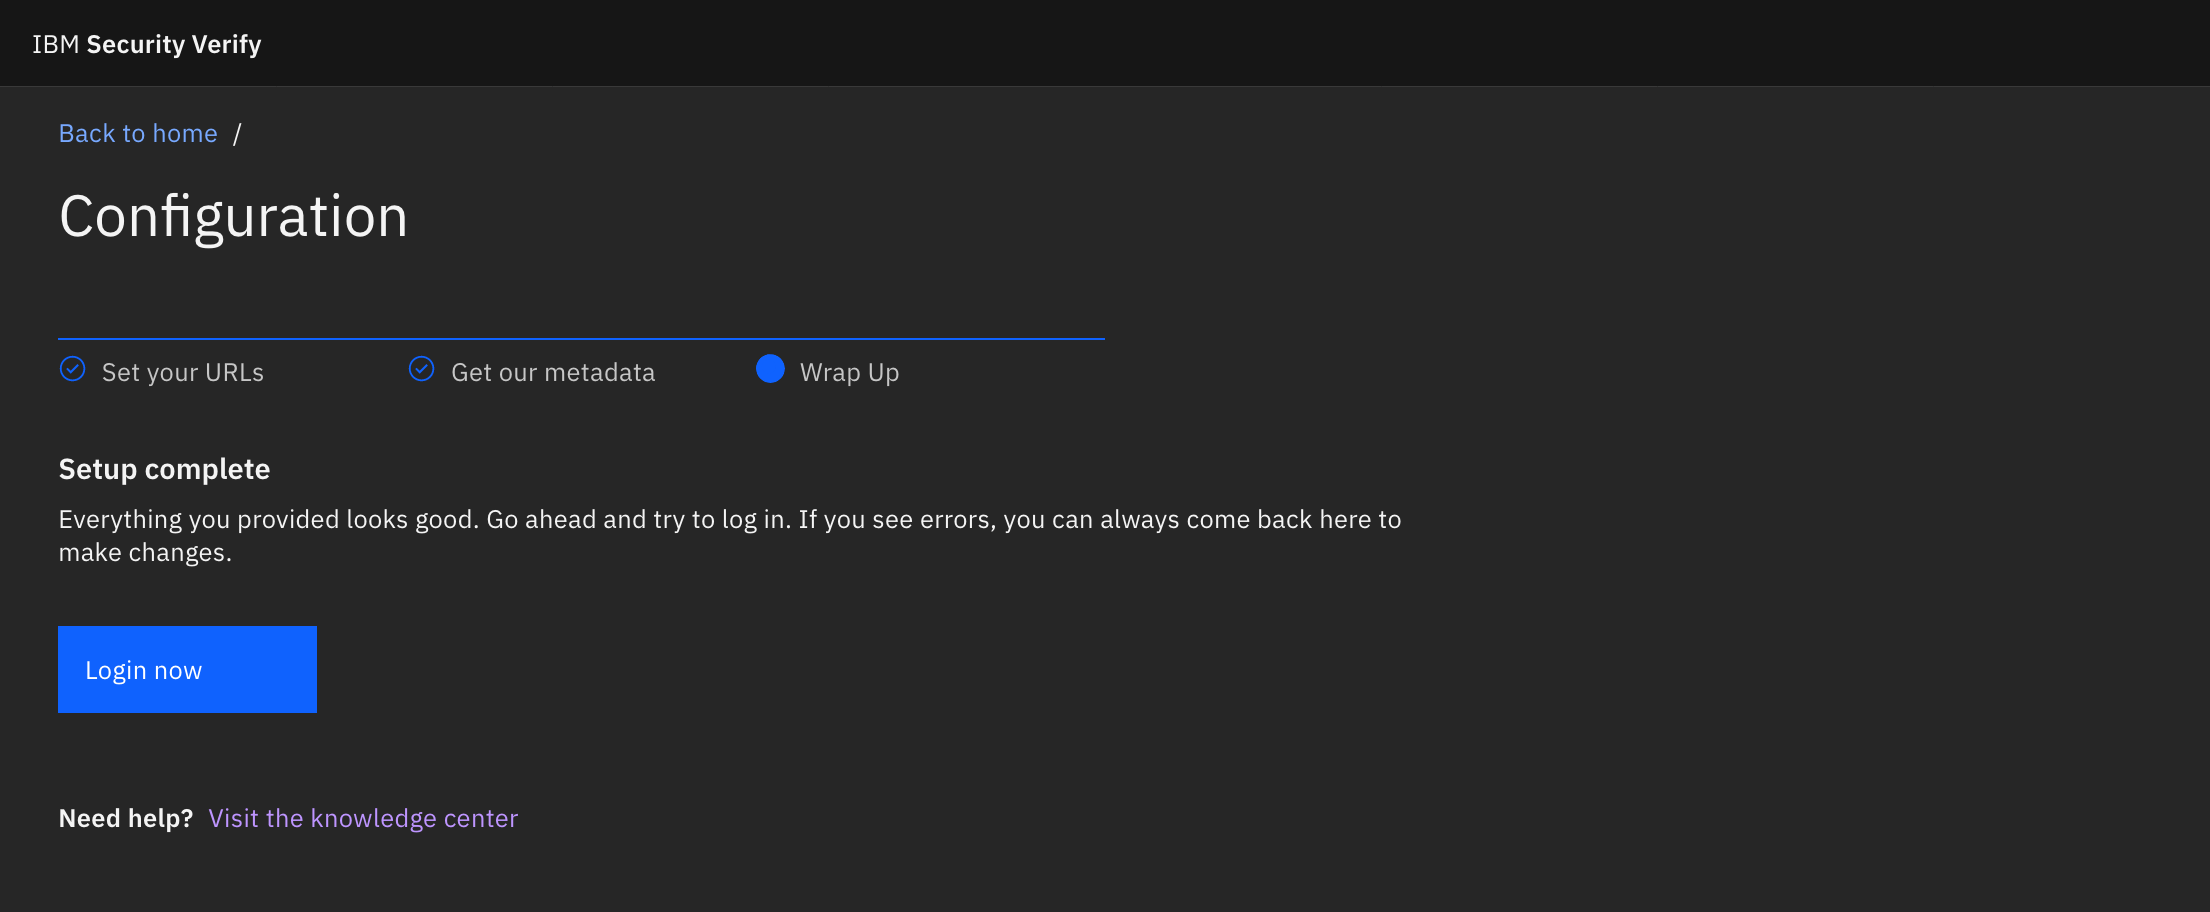 IBM Security Verify
Back to home /
Configuration
Set your URLs
Get our metadata
Wrap Up
Setup complete
Everything you provided looks good. Go ahead and try to log in. If you see errors, you can always come back here to
make changes.
Login now
Need help? Visit the knowledge center